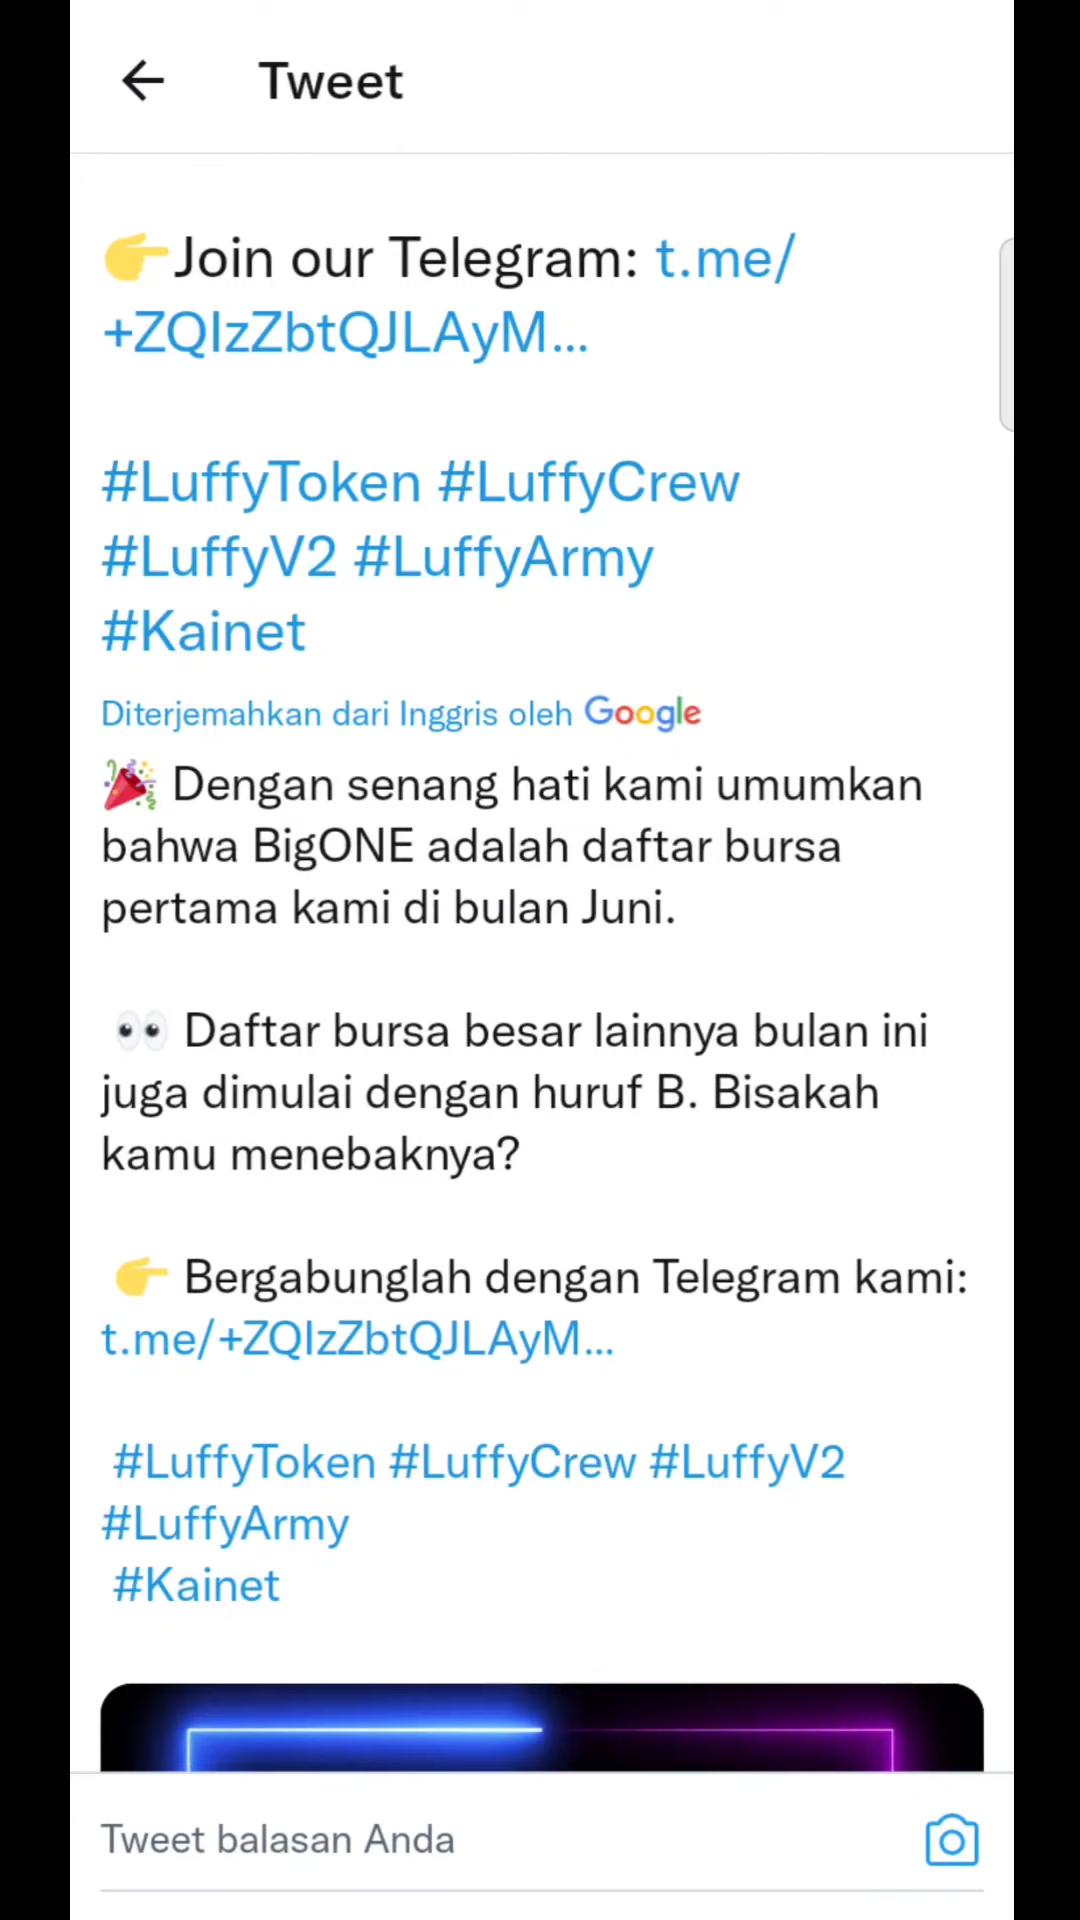 Tweet
👉Join our Telegram: t.me/
+ZQIzZbtQJLAyM...
#LuffyToken #LuffyCrew
#LuffyV2 #LuffyArmy
#Kainet
Diterjemahkan dari Inggris oleh Google
🎉 Dengan senang hati kami umumkan
bahwa BigONE adalah daftar bursa
pertama kami di bulan Juni.
👀 Daftar bursa besar lainnya bulan ini
juga dimulai dengan huruf B. Bisakah
kamu menebaknya?
👉 Bergabunglah dengan Telegram kami:
t.me/+ZQIzZbtQJLAyM...
#LuffyToken #LuffyCrew #LuffyV2
#LuffyArmy
#Kainet
Tweet balasan Anda